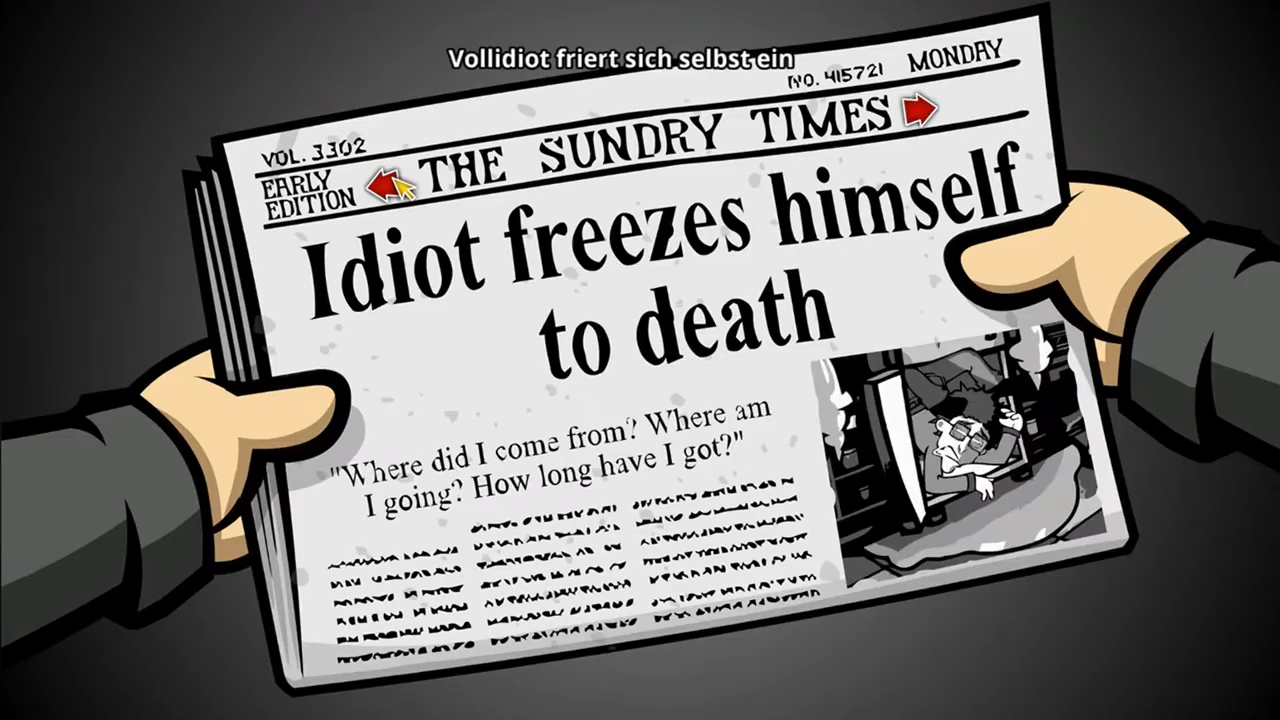 Vollidiot friert sich selbst ein
NO. 415721 MONDAY
VOL. 3302
EARLY
EDITION
THE SUNDRY TIMES
Idiot freezes himself
to death
"Where did I come from? Where am
I going? How long have I got?"